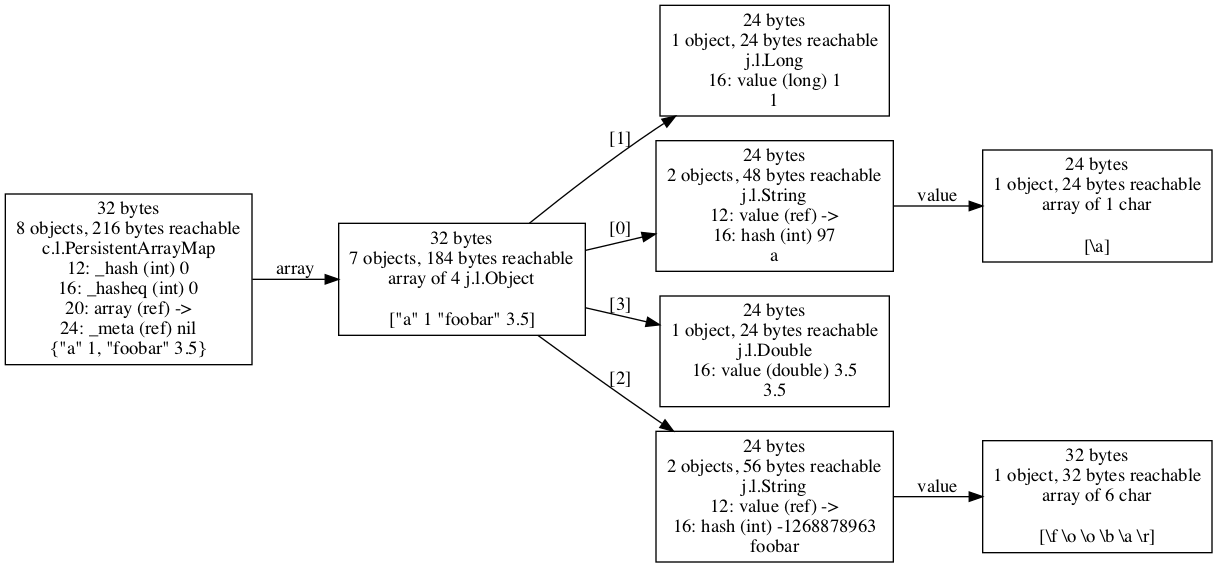 32 bytes
8 objects, 216 bytes reachable
c.l.PersistentArrayMap
12: _hash (int) 0
16: _hasheq (int) 0
20: array (ref) ->
24: _meta (ref) nil
{"a" 1, "foobar" 3.5}
array
32 bytes
7 objects, 184 bytes reachable
array of 4 j.l.Object
["a" 1 "foobar" 3.5]
[1]
24 bytes
1 object, 24 bytes reachable
j.l.Long
16: value (long) 1
1
[0]
24 bytes
2 objects, 48 bytes reachable
j.l.String
12: value (ref) ->
16: hash (int) 97
a
value
24 bytes
1 object, 24 bytes reachable
array of 1 char
[\a]
[3]
24 bytes
1 object, 24 bytes reachable
j.l.Double
16: value (double) 3.5
3.5
[2]
24 bytes
2 objects, 56 bytes reachable
j.l.String
12: value (ref) ->
16: hash (int) -1268878963
foobar
value
32 bytes
1 object, 32 bytes reachable
array of 6 char
[\f \o \o \b \a \r]